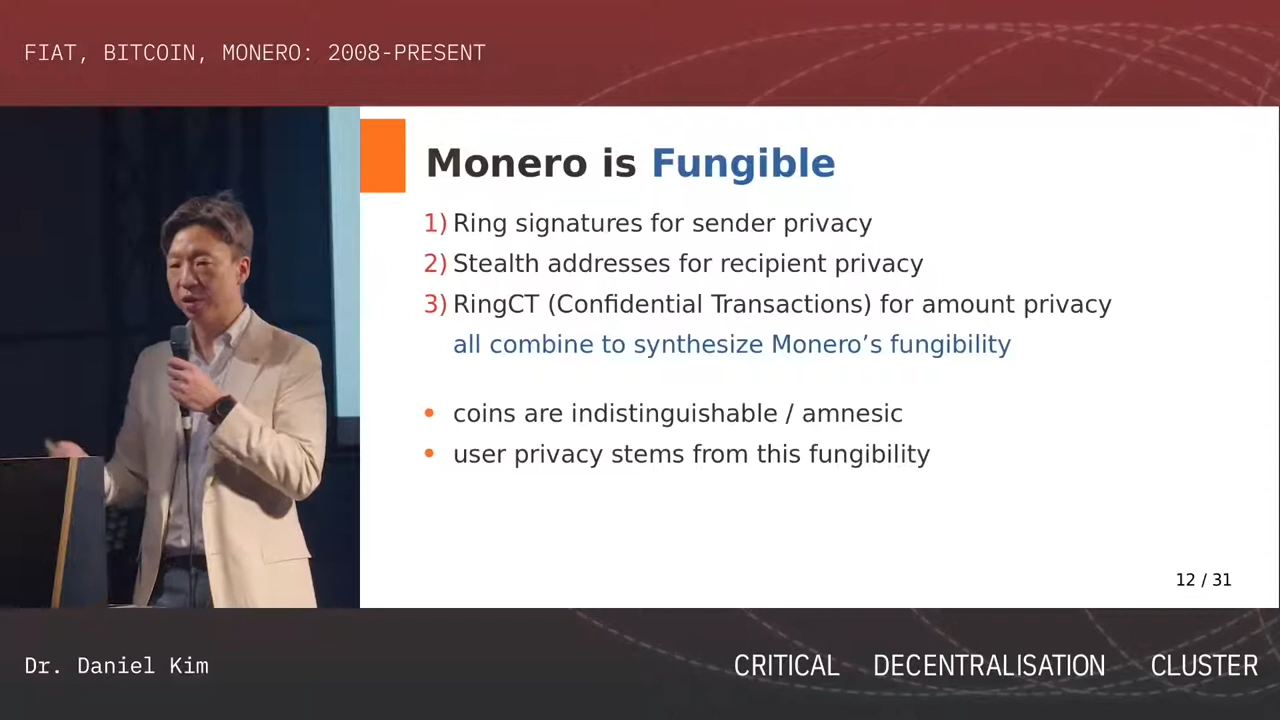 FIAT, BITCOIN, MONERO: 2008-PRESENT
Monero is Fungible
1) Ring signatures for sender privacy
2) Stealth addresses for recipient privacy
3) RingCT (Confidential Transactions) for amount privacy
all combine to synthesize Monero’s fungibility
• coins are indistinguishable / amnesic
• user privacy stems from this fungibility
12 / 31
Dr. Daniel Kim
CRITICAL DECENTRALISATION CLUSTER